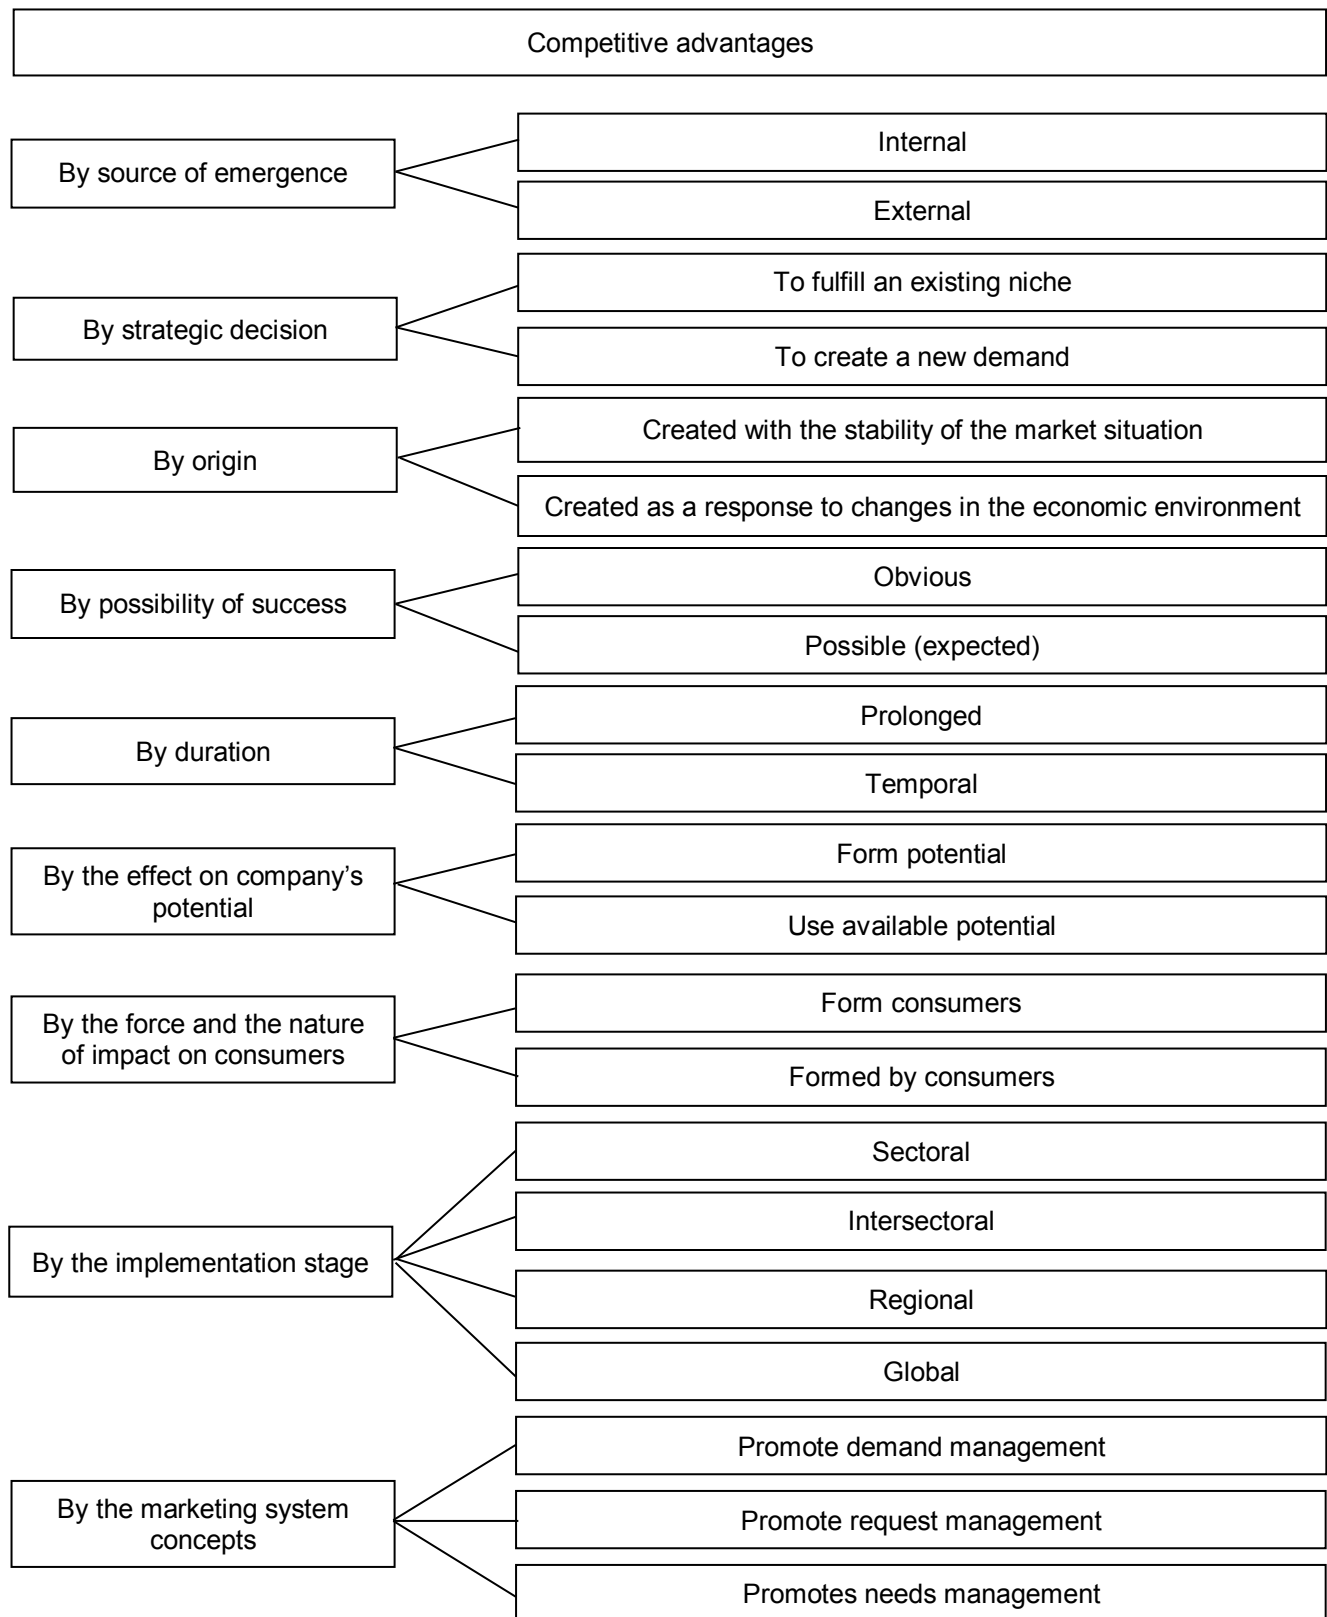 Competitive advantages
By source of emergence
Internal
External
By strategic decision
To fulfill an existing niche
To create a new demand
By origin
Created with the stability of the market situation
Created as a response to changes in the economic environment
By possibility of success
Obvious
Possible (expected)
By duration
Prolonged
Temporal
By the effect on company’s
potential
Form potential
Use available potential
By the force and the nature
of impact on consumers
Form consumers
Formed by consumers
By the implementation stage
Sectoral
Intersectoral
Regional
Global
By the marketing system
concepts
Promote demand management
Promote request management
Promotes needs management